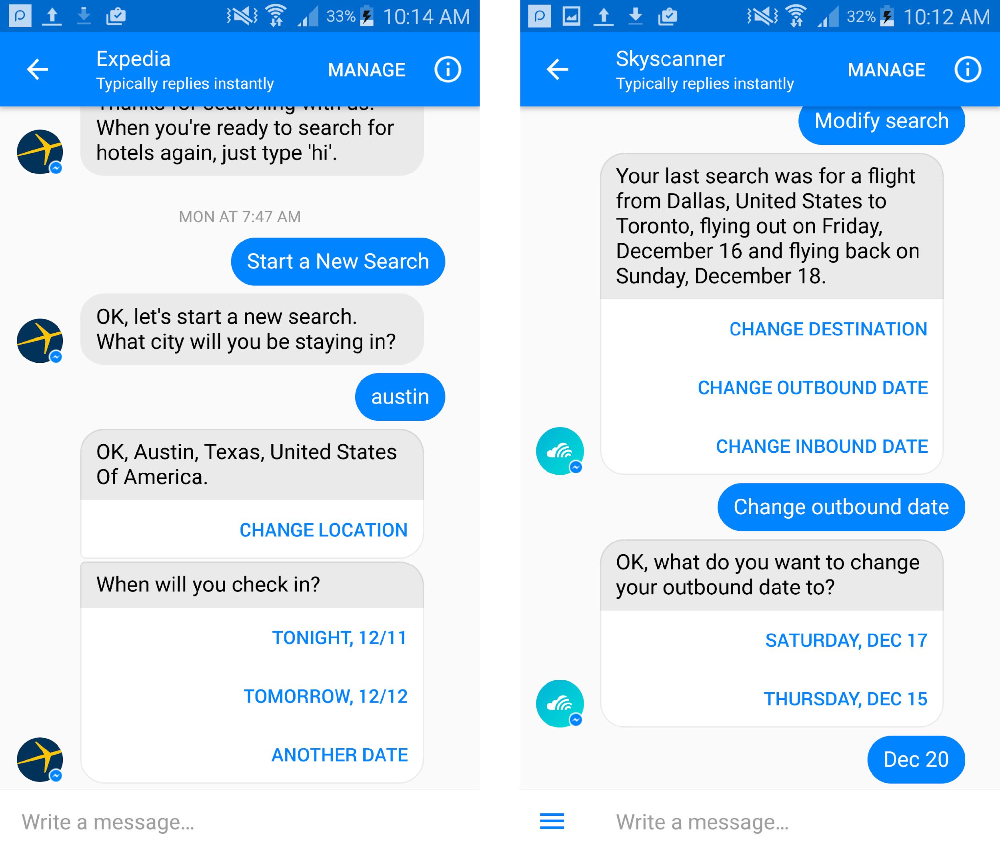 33% 10:14 AM
Expedia
Typically replies instantly
MANAGE
Thanks for searching with us!
When you're ready to search for
hotels again, just type 'hi'.
MON AT 7:47 AM
Start a New Search
OK, let's start a new search.
What city will you be staying in?
austin
OK, Austin, Texas, United States
Of America.
CHANGE LOCATION
When will you check in?
TONIGHT, 12/11
TOMORROW, 12/12
ANOTHER DATE
Write a message...
32% 10:12 AM
Skyscanner
Typically replies instantly
MANAGE
Modify search
Your last search was for a flight
from Dallas, United States to
Toronto, flying out on Friday,
December 16 and flying back on
Sunday, December 18.
CHANGE DESTINATION
CHANGE OUTBOUND DATE
CHANGE INBOUND DATE
Change outbound date
OK, what do you want to change
your outbound date to?
SATURDAY, DEC 17
THURSDAY, DEC 15
Dec 20
Write a message...